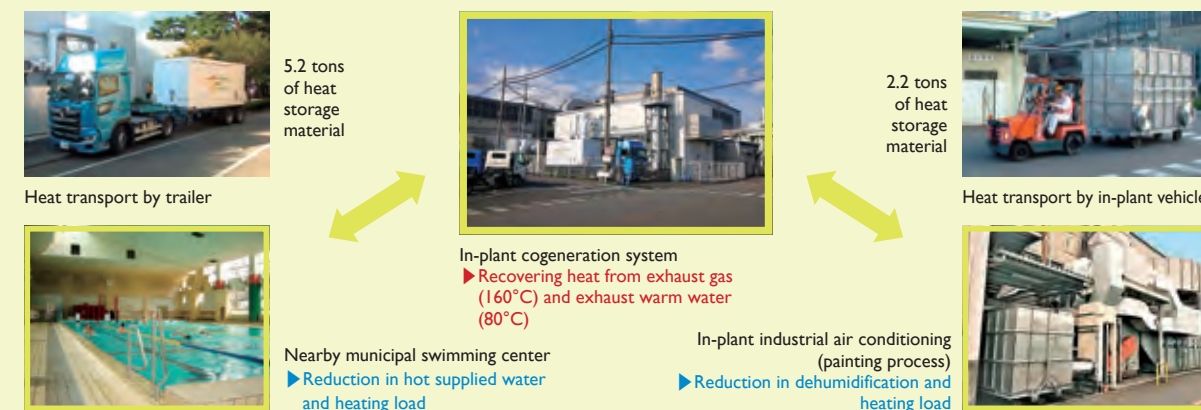 5.2 tons
of heat
storage
material
Heat transport by trailer
2.2 tons
of heat
storage
material
Heat transport by in-plant vehicle
In-plant cogeneration system
▶Recovering heat from exhaust gas
(160°C) and exhaust warm water
(80°C)
Nearby municipal swimming center
▶Reduction in hot supplied water
and heating load
In-plant industrial air conditioning
(painting process)
▶Reduction in dehumidification and
heating load